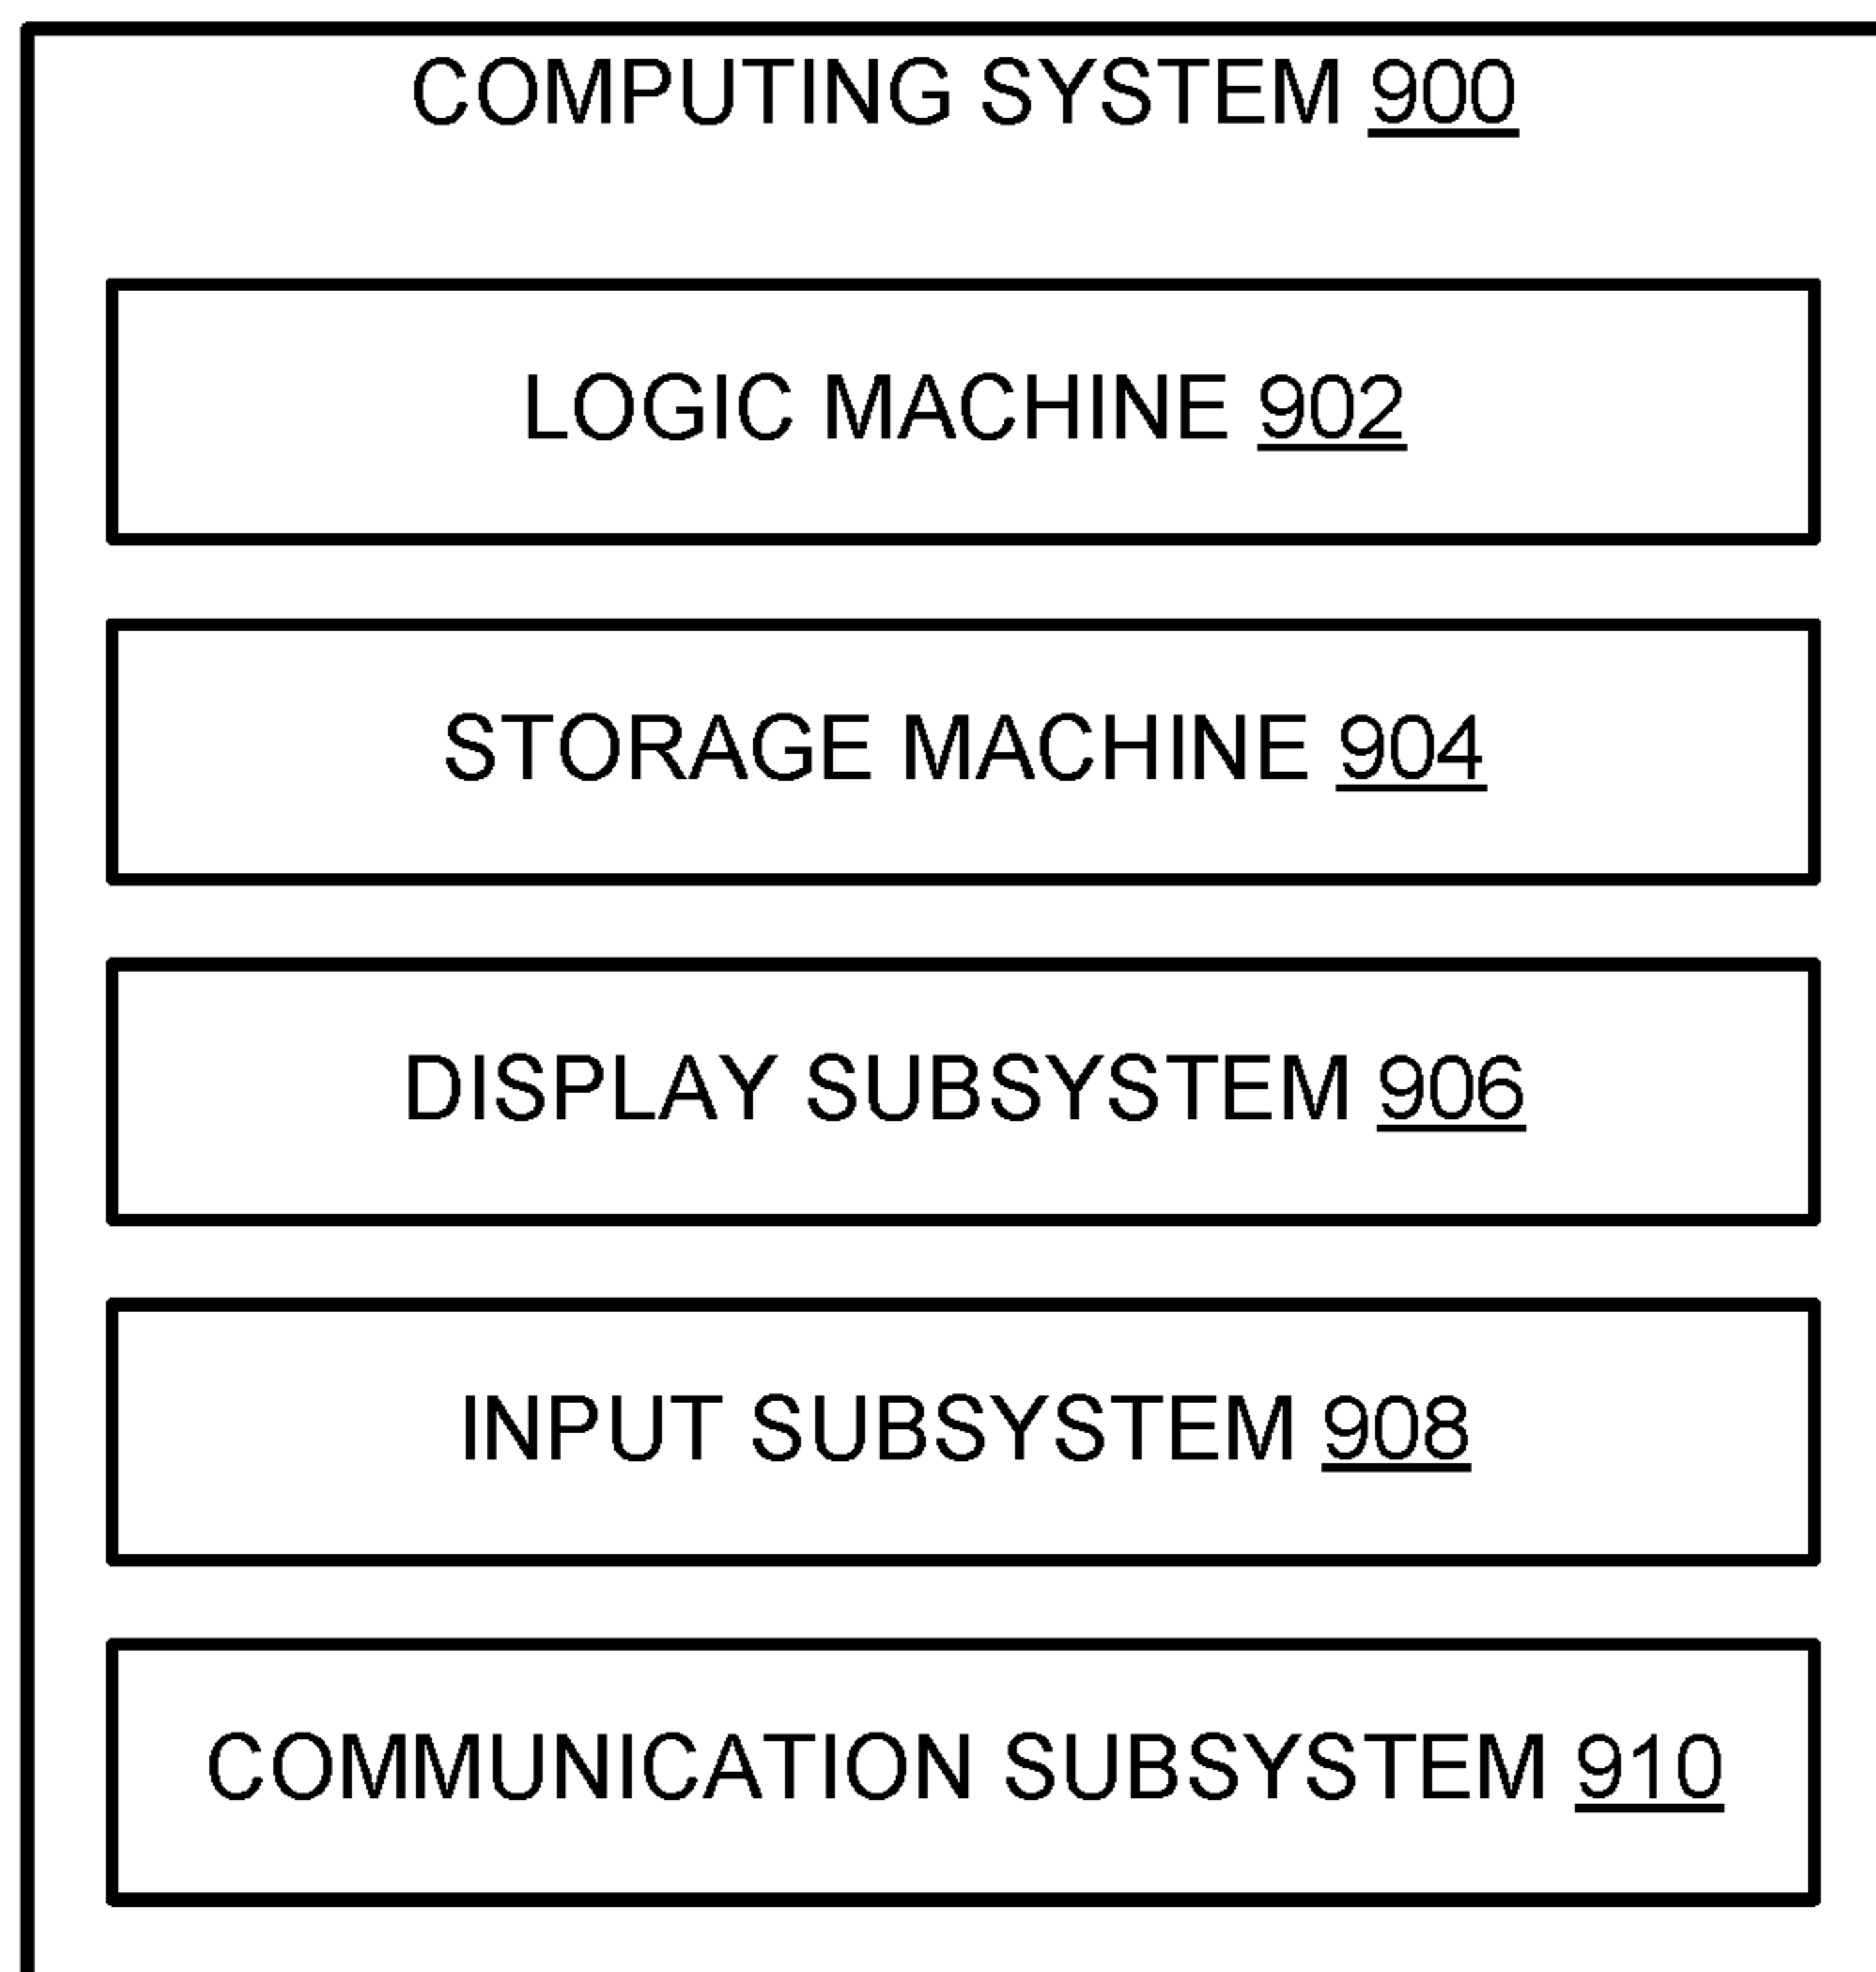 COMPUTING SYSTEM 900
LOGIC MACHINE 902
STORAGE MACHINE 904
DISPLAY SUBSYSTEM 906
INPUT SUBSYSTEM 908
COMMUNICATION SUBSYSTEM 910